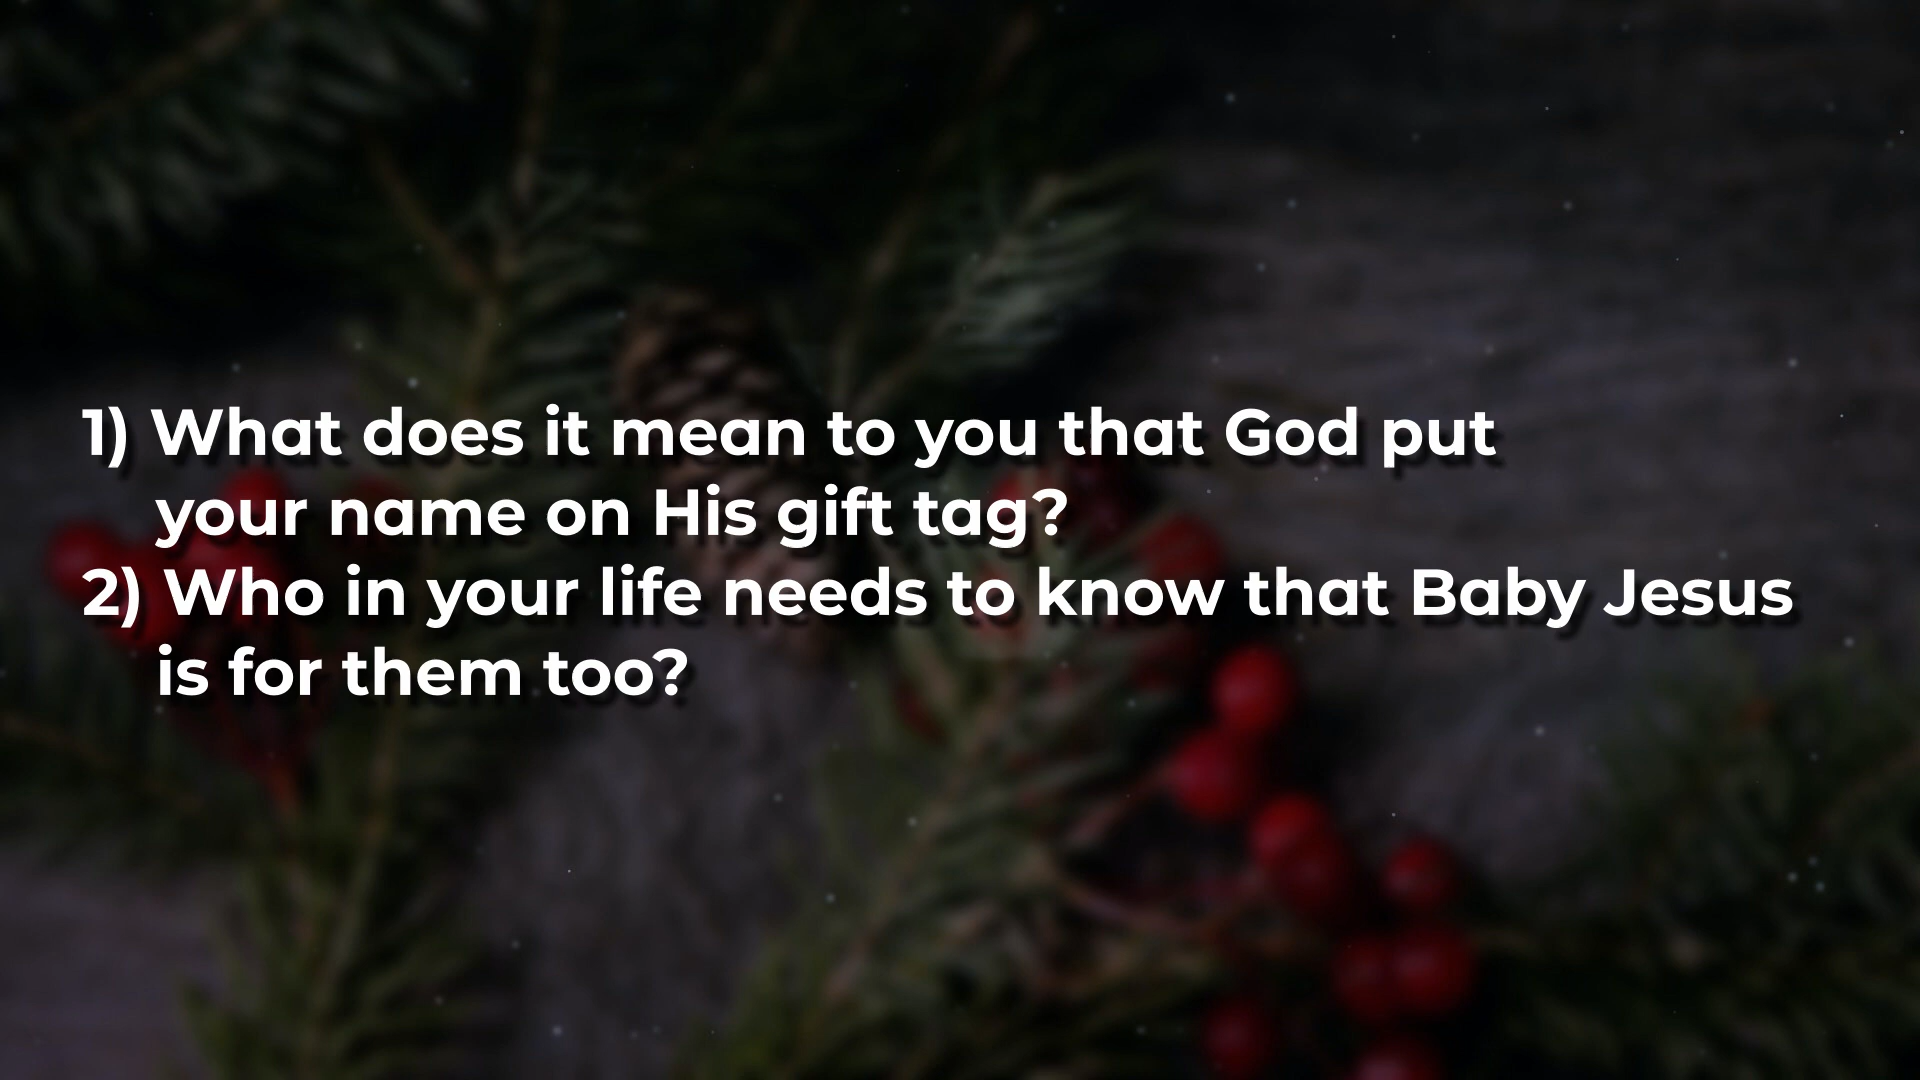 1) What does it mean to you that God put
your name on His gift tag?
2) Who in your life needs to know that Baby Jesus
is for them too?